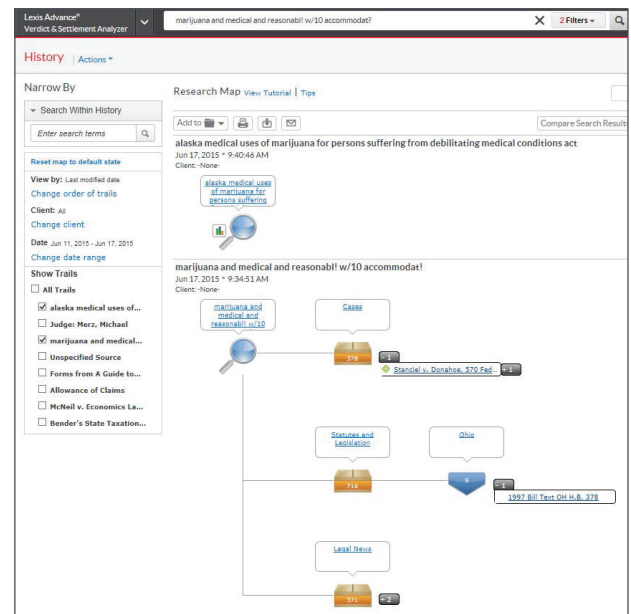 Lexis Advance®
Verdict & Settlement Analyzer
marijuana and medical and reasonabl! w/10 accommodat?
2 Filters
History | Actions
Narrow By
Search Within History
Enter search terms
Reset map to default state
View by: Last modified date
Change order of trails
Client: All
Change client
Date Jun 11, 2015 - Jun 17, 2015
Change date range
Show Trails
All Trails
alaska medical uses of...
Judge: Merz, Michael
marijuana and medical...
Unspecified Source
Forms from A Guide to...
Allowance of Claims
McNeil v. Economics La...
Bender's State Taxation...
Research Map View Tutorial | Tips
Add to
Compare Search Result
alaska medical uses of marijuana for persons suffering from debilitating medical conditions act
Jun 17, 2015 * 9:40:46 AM
Client: -None-
alaska medical uses
of marijuana for
persons suffering
marijuana and medical and reasonabl! w/10 accommodat!
Jun 17, 2015 * 9:34:51 AM
Client: -None-
marijuana and
medical and
reasonabl! w/10
Cases
378
- 1
Stanciel v. Donahoe, 570 Fed... + 1
Statutes and
Legislation
716
Ohio
9
- 1
1997 Bill Text OH H.B. 378
Legal News
371
+ 2